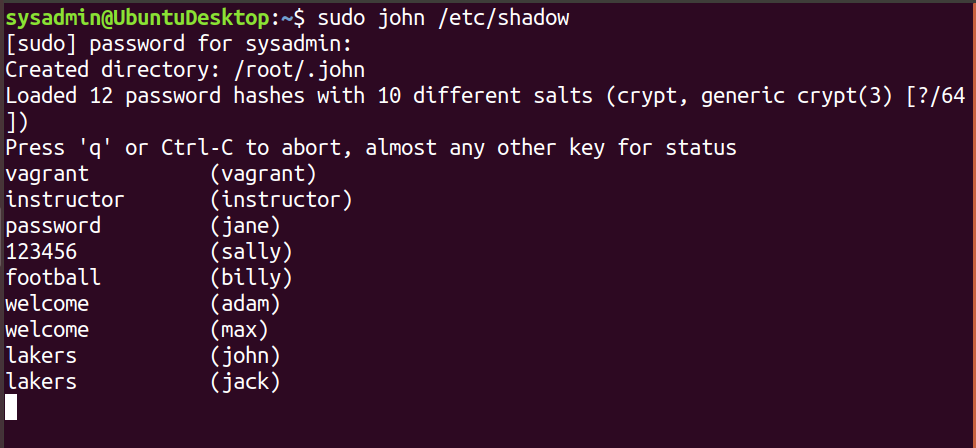 sysadmin@UbuntuDesktop:~$ sudo john /etc/shadow
[sudo] password for sysadmin:
Created directory: /root/.john
Loaded 12 password hashes with 10 different salts (crypt, generic crypt(3) [?/64
])
Press 'q' or Ctrl-C to abort, almost any other key for status
vagrant          (vagrant)
instructor       (instructor)
password         (jane)
123456           (sally)
football         (billy)
welcome          (adam)
welcome          (max)
lakers           (john)
lakers           (jack)